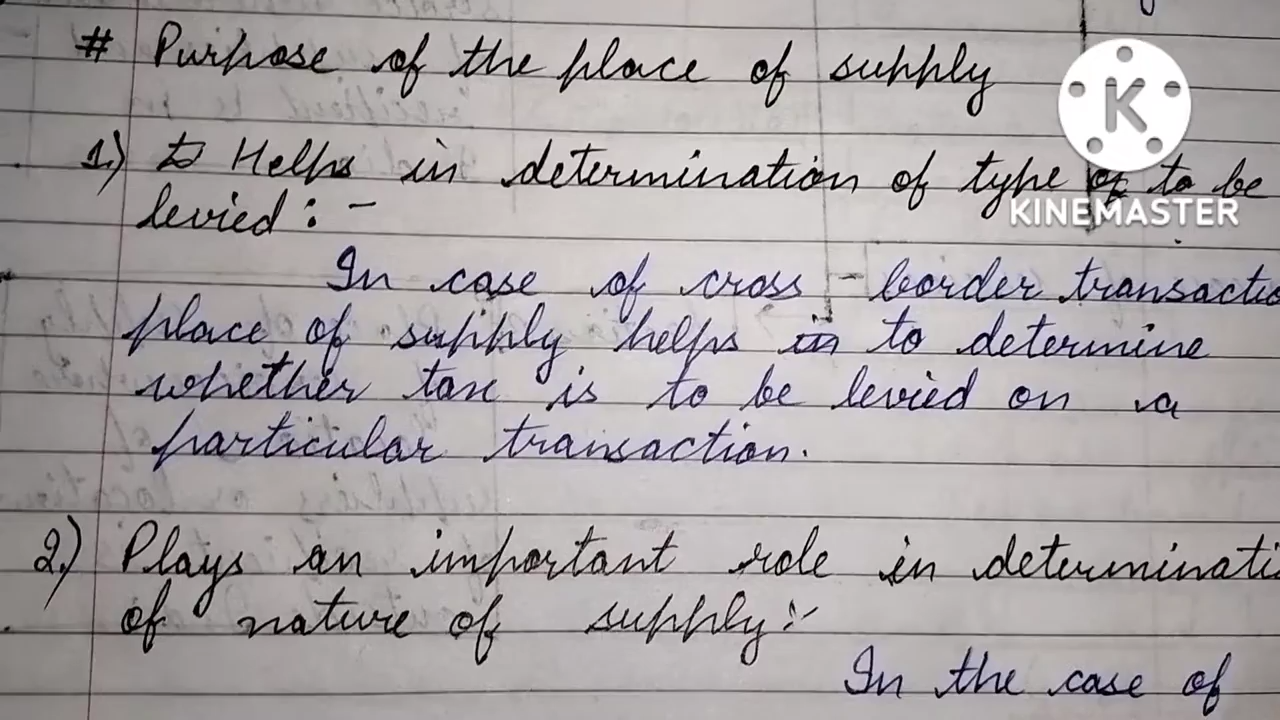 # Purpose of the place of supply
1.) Helps in determination of type to be
levied : -
In case of cross - border transactio
place of supply helps to determine
whether tax is to be levied on a
particular transaction.
2.) Plays an important role in determinati
of nature of supply :-
In the case of
K
KINEMASTER